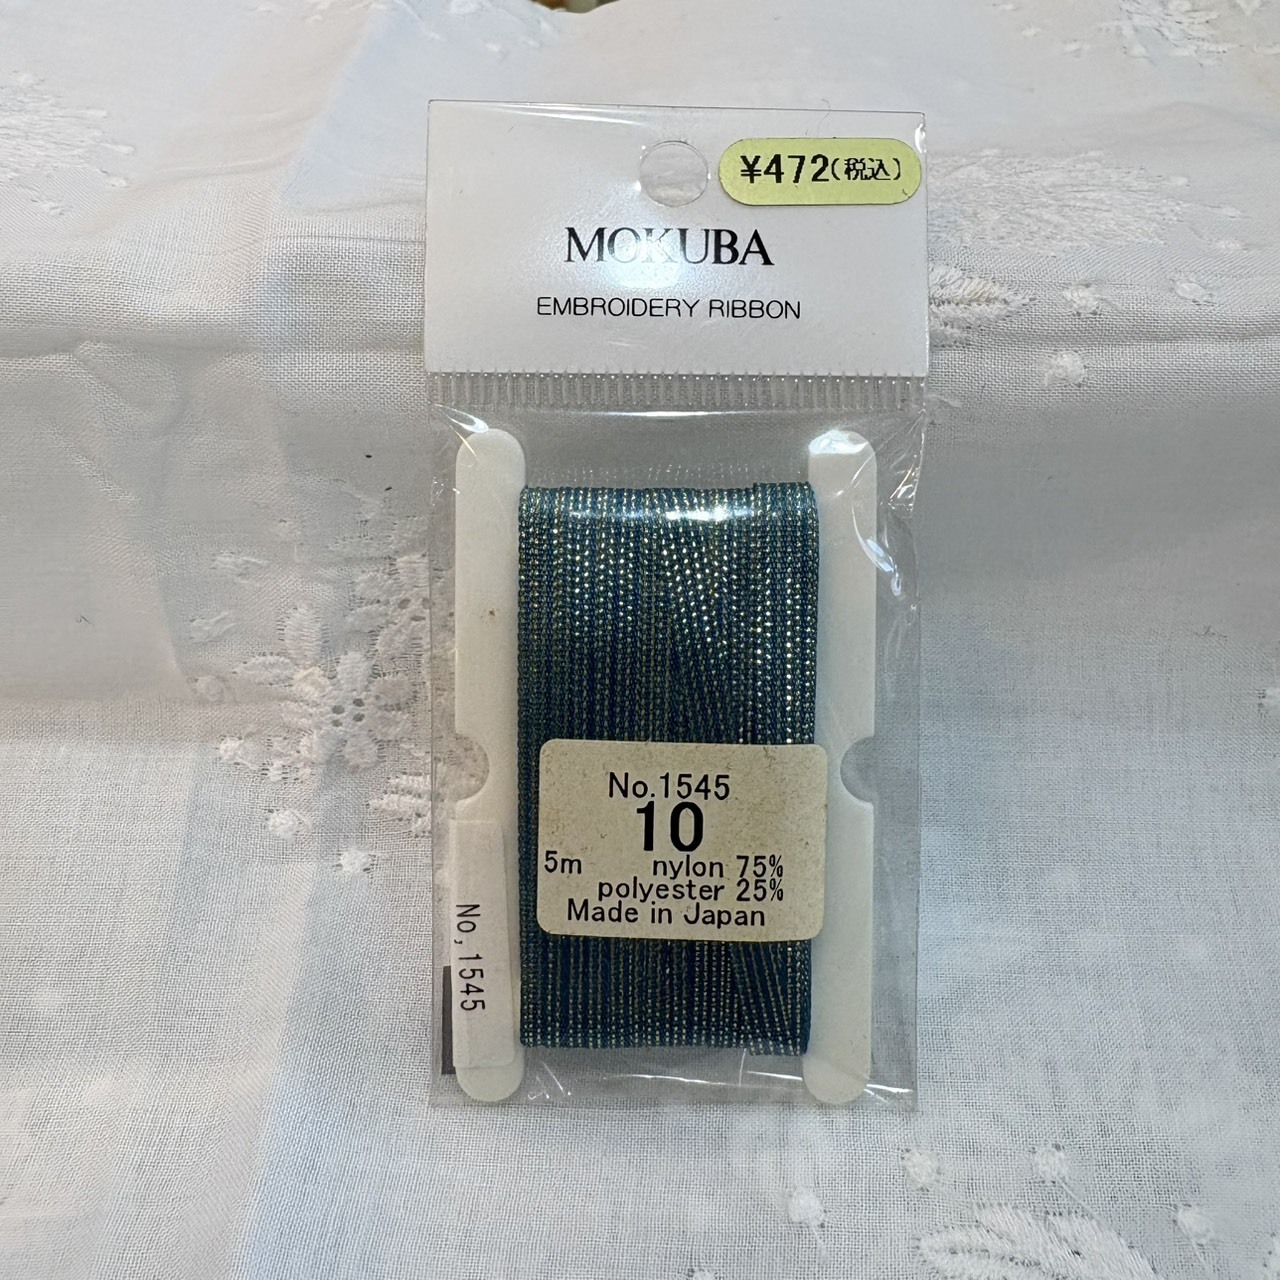 ¥472(税込)
MOKUBA
EMBROIDERY RIBBON
No.1545
10
5m nylon 75%
polyester 25%
Made in Japan
No,1545